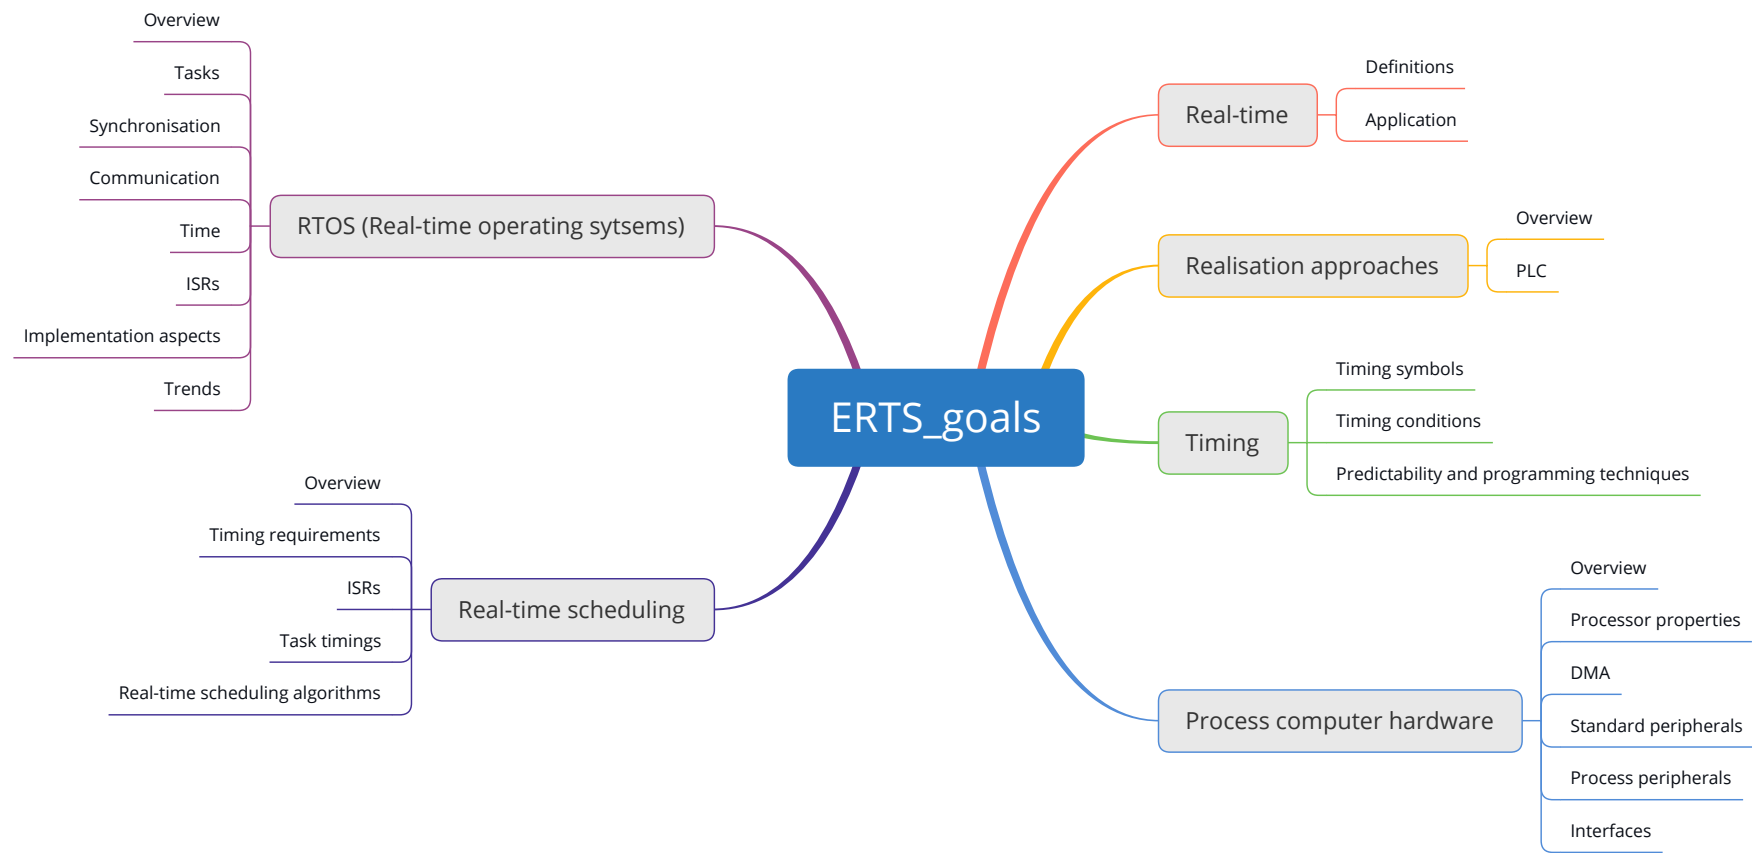 ERTS_goals
Real-time
Definitions
Application
Realisation approaches
Overview
PLC
Timing
Timing symbols
Timing conditions
Predictability and programming techniques
Process computer hardware
Overview
Processor properties
DMA
Standard peripherals
Process peripherals
Interfaces
RTOS (Real-time operating sytsems)
Overview
Tasks
Synchronisation
Communication
Time
ISRs
Implementation aspects
Trends
Real-time scheduling
Overview
Timing requirements
ISRs
Task timings
Real-time scheduling algorithms